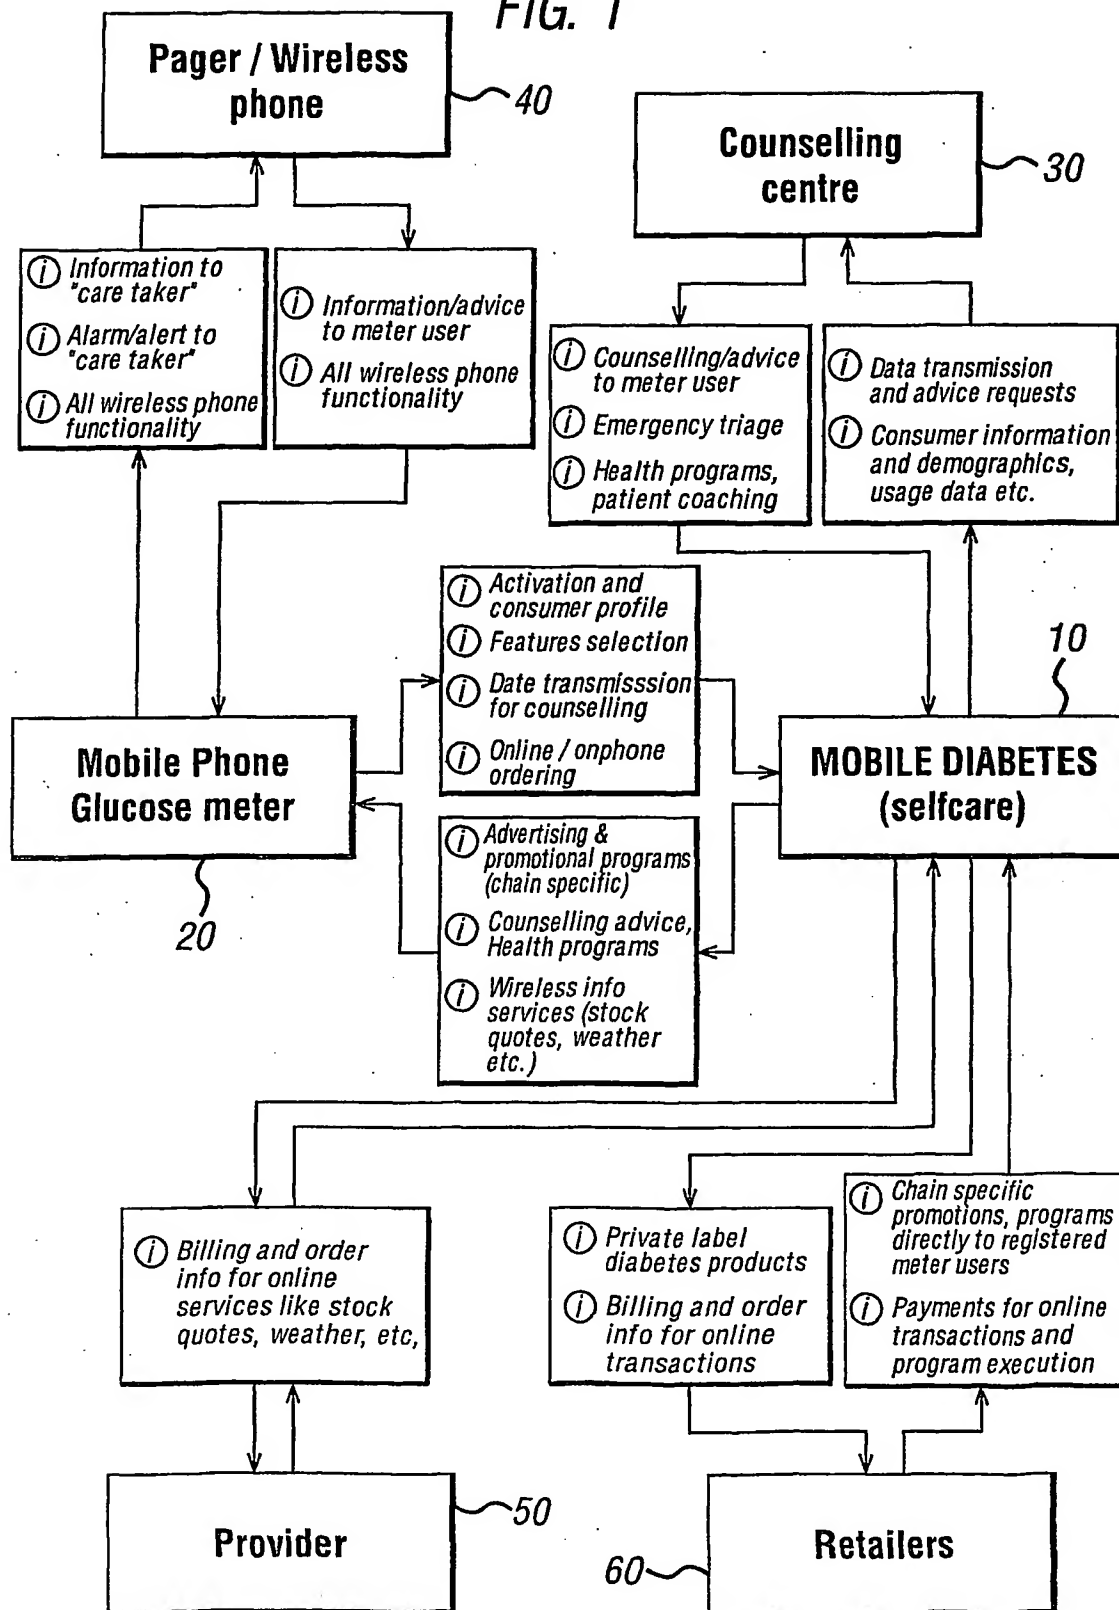 FIG. 1
Pager / Wireless
phone
40
Counselling
centre
30
ⓘ Information to
"care taker"
ⓘ Alarm/alert to
"care taker"
ⓘ All wireless phone
functionality
ⓘ Information/advice
to meter user
ⓘ All wireless phone
functionality
ⓘ Counselling/advice
to meter user
ⓘ Emergency triage
ⓘ Health programs,
patient coaching
ⓘ Data transmission
and advice requests
ⓘ Consumer information
and demographics,
usage data etc.
ⓘ Activation and
consumer profile
ⓘ Features selection
ⓘ Date transmisssion
for counselling
ⓘ Online / onphone
ordering
10
Mobile Phone
Glucose meter
20
MOBILE DIABETES
(selfcare)
ⓘ Advertising &
promotional programs
(chain specific)
ⓘ Counselling advice,
Health programs
ⓘ Wireless info
services (stock
quotes, weather
etc.)
ⓘ Billing and order
info for online
services like stock
quotes, weather, etc,
ⓘ Private label
diabetes products
ⓘ Billing and order
info for online
transactions
ⓘ Chain specific
promotions, programs
directly to registered
meter users
ⓘ Payments for online
transactions and
program execution
Provider
50
Retailers
60